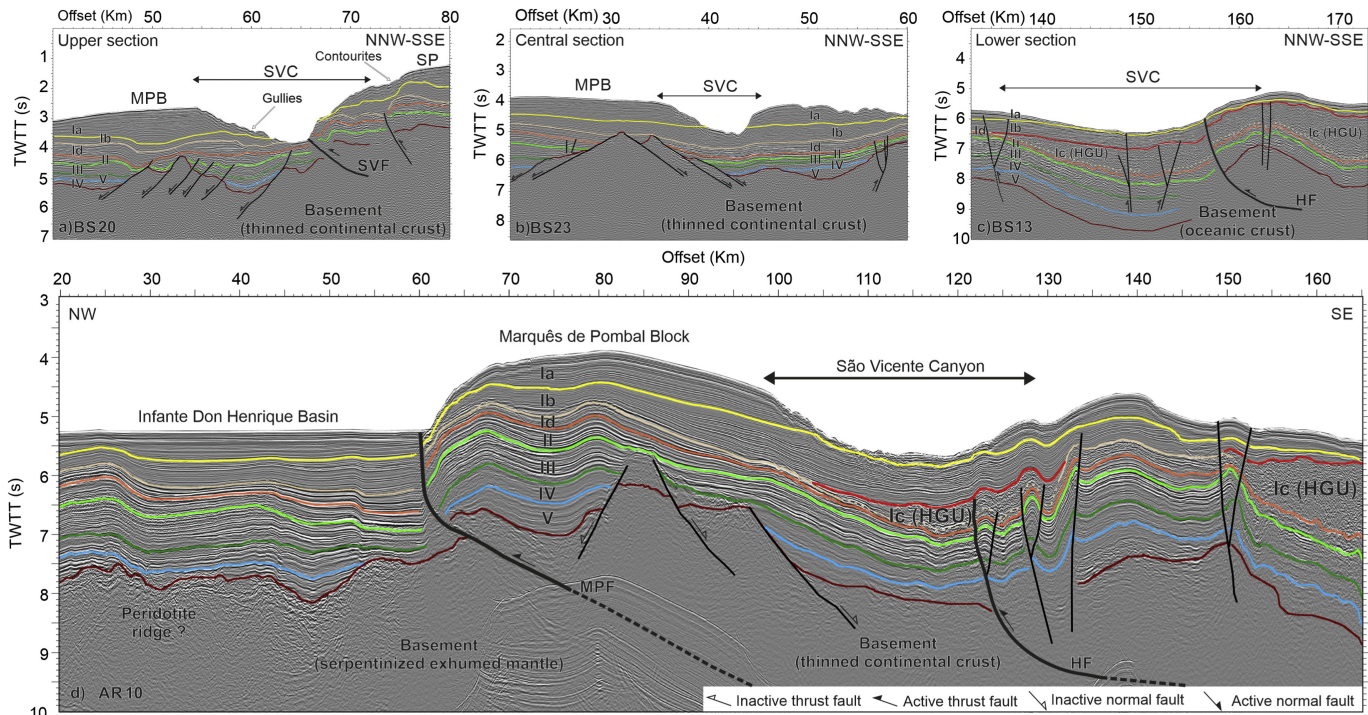 Offset (Km) 50 60 70 80
Upper section NNW-SSE
SP
Contourites
SVC
MPB
Gullies
Ia
Ib
Id
II
III
IV
V
SVF
Basement
(thinned continental crust)
a)BS20
TWTT (s)
1
2
3
4
5
6
7
Offset (Km) 30 40 50 60
Central section NNW-SSE
MPB
SVC
Ia
Ib
Id
II
III
IV
V
Basement
(thinned continental crust)
b)BS23
TWTT (s)
2
3
4
5
6
7
8
Offset (Km) 140 150 160 170
Lower section NNW-SSE
SVC
Ia
Ib
Id
Ic (HGU)
Ic (HGU)
II
III
IV
V
HF
Basement
(oceanic crust)
c)BS13
TWTT (s)
3
4
5
6
7
8
9
10
Offset (Km)
20 30 40 50 60 70 80 90 100 110 120 130 140 150 160
NW SE
Marquês de Pombal Block
São Vicente Canyon
Infante Don Henrique Basin
Ia
Ib
Id
II
III
IV
V
Ic (HGU)
Ic (HGU)
MPF
Peridotite
ridge ?
Basement
(serpentinized exhumed mantle)
Basement
(thinned continental crust)
HF
d) AR10
TWTT (s)
3
4
5
6
7
8
9
10
Inactive thrust fault Active thrust fault Inactive normal fault Active normal fault